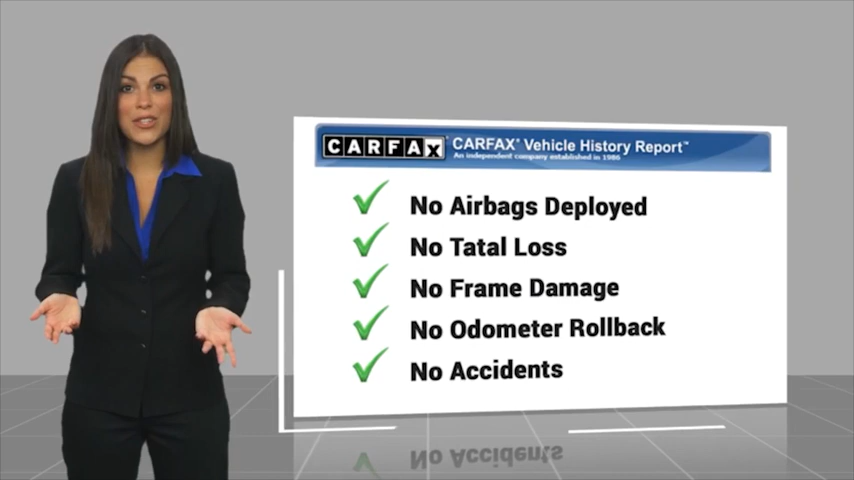 CARFAX CARFAX® Vehicle History Report™
An independent company established in 1986
No Airbags Deployed
No Tatal Loss
No Frame Damage
No Odometer Rollback
No Accidents
No Accidents